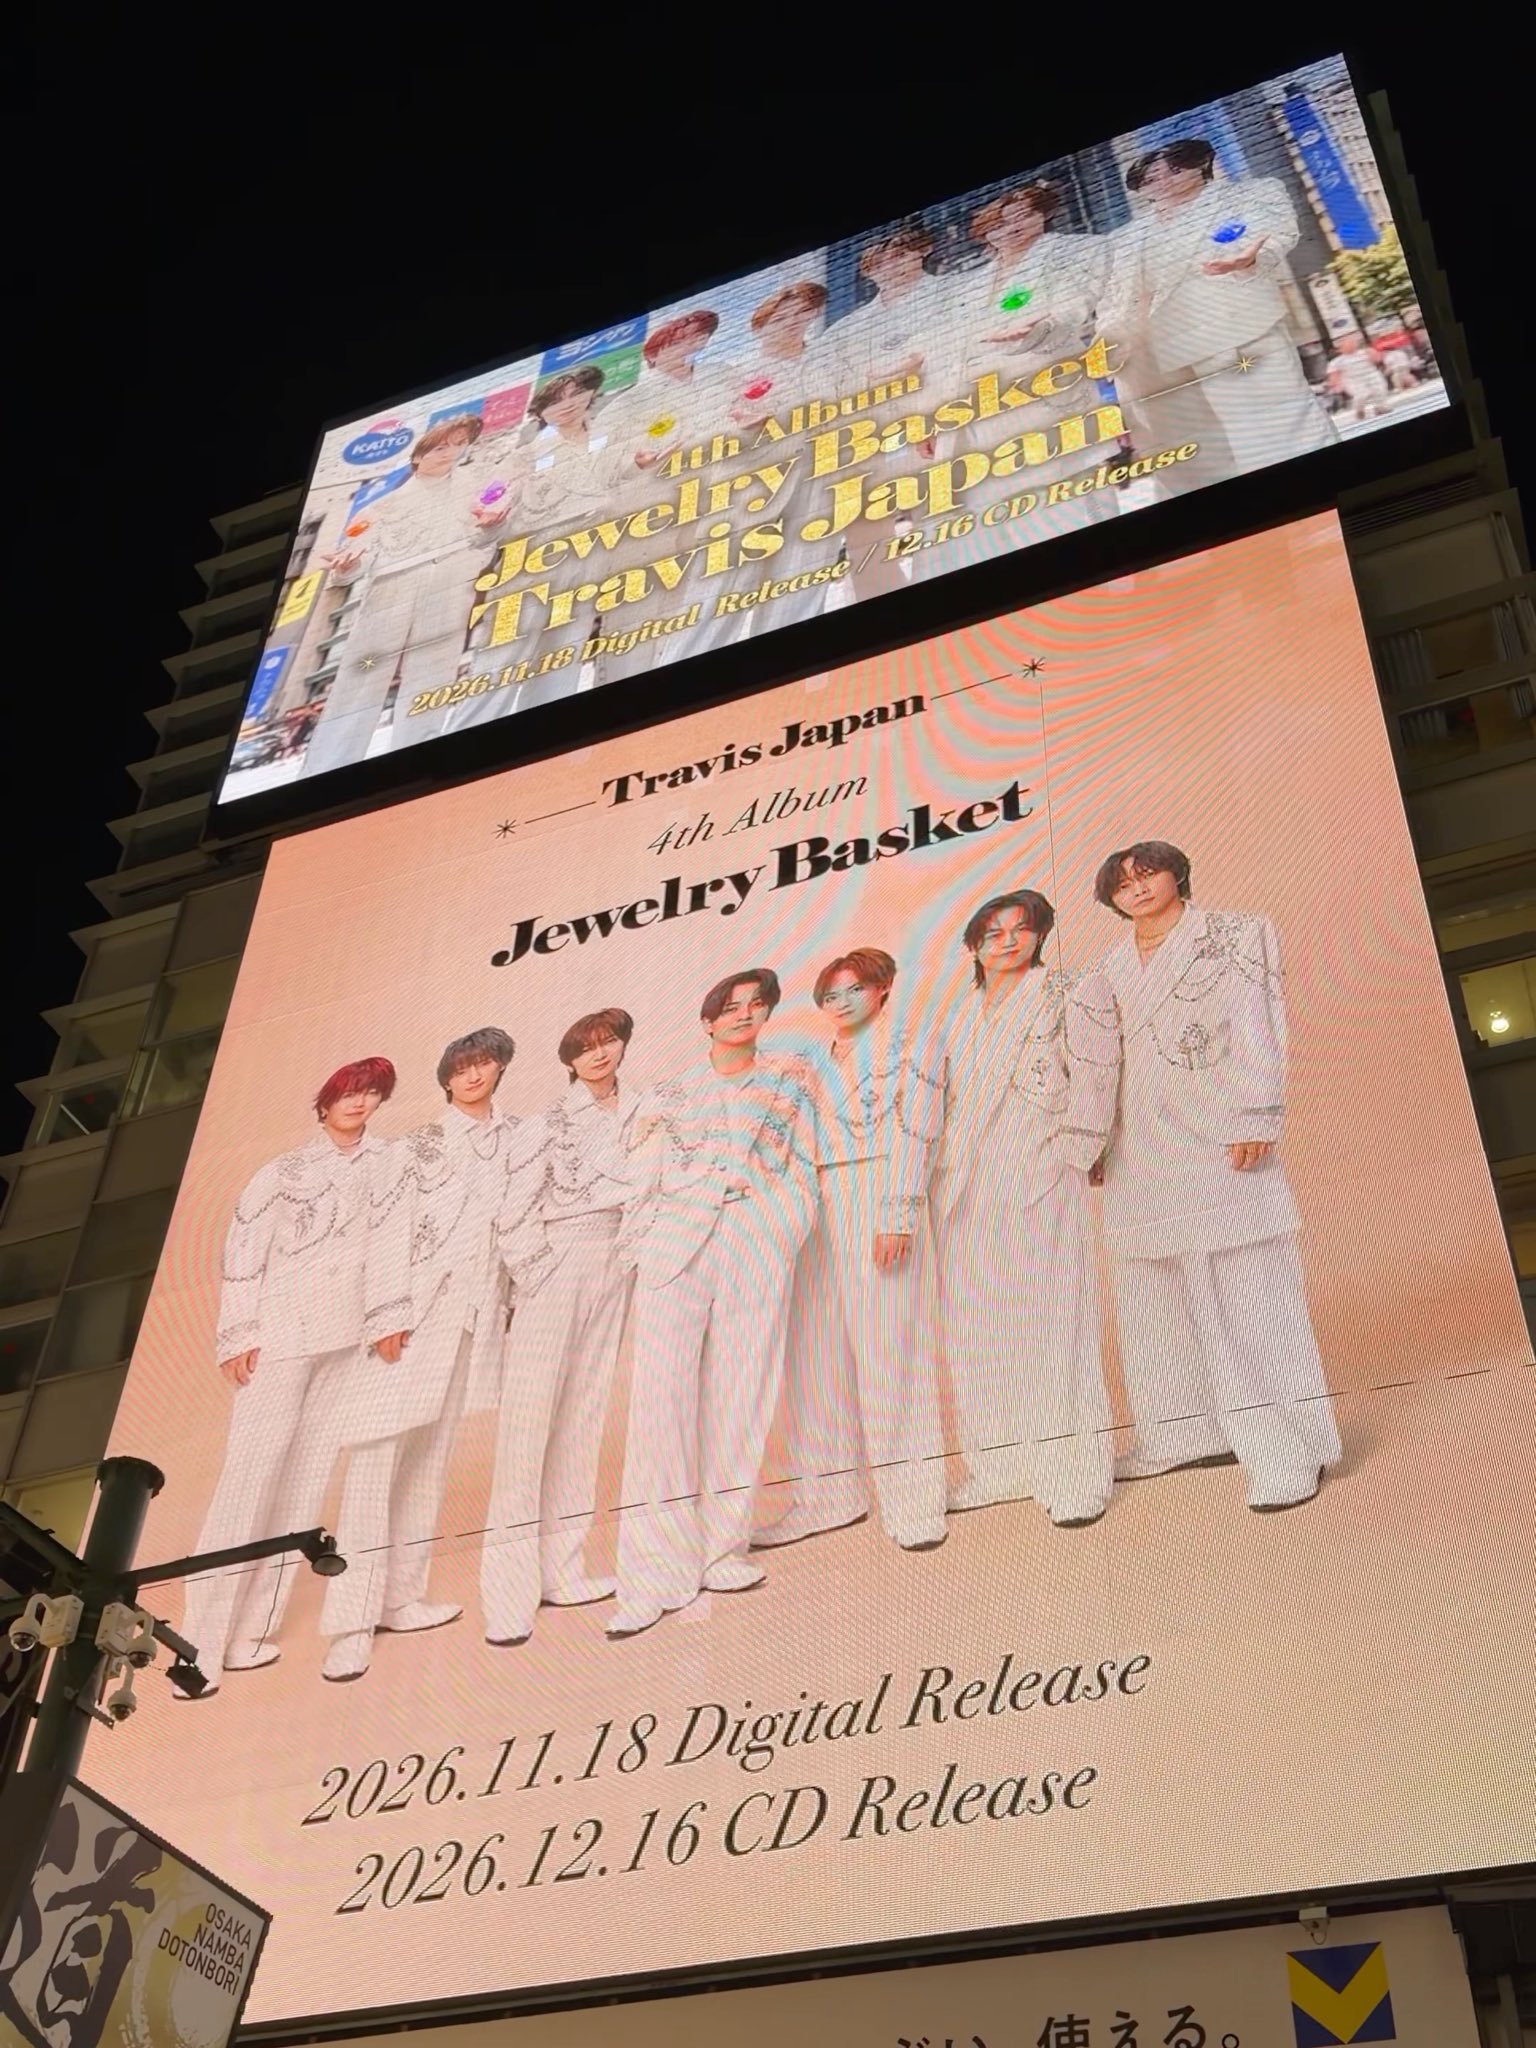 KATTO
4th Album
Jewelry Basket
Travis Japan
2026.11.18 Digital Release / 12.16 CD Release
Travis Japan
4th Album
Jewelry Basket
2026.11.18 Digital Release
2026.12.16 CD Release
OSAKA
NAMBA
DOTONBORI
使える。